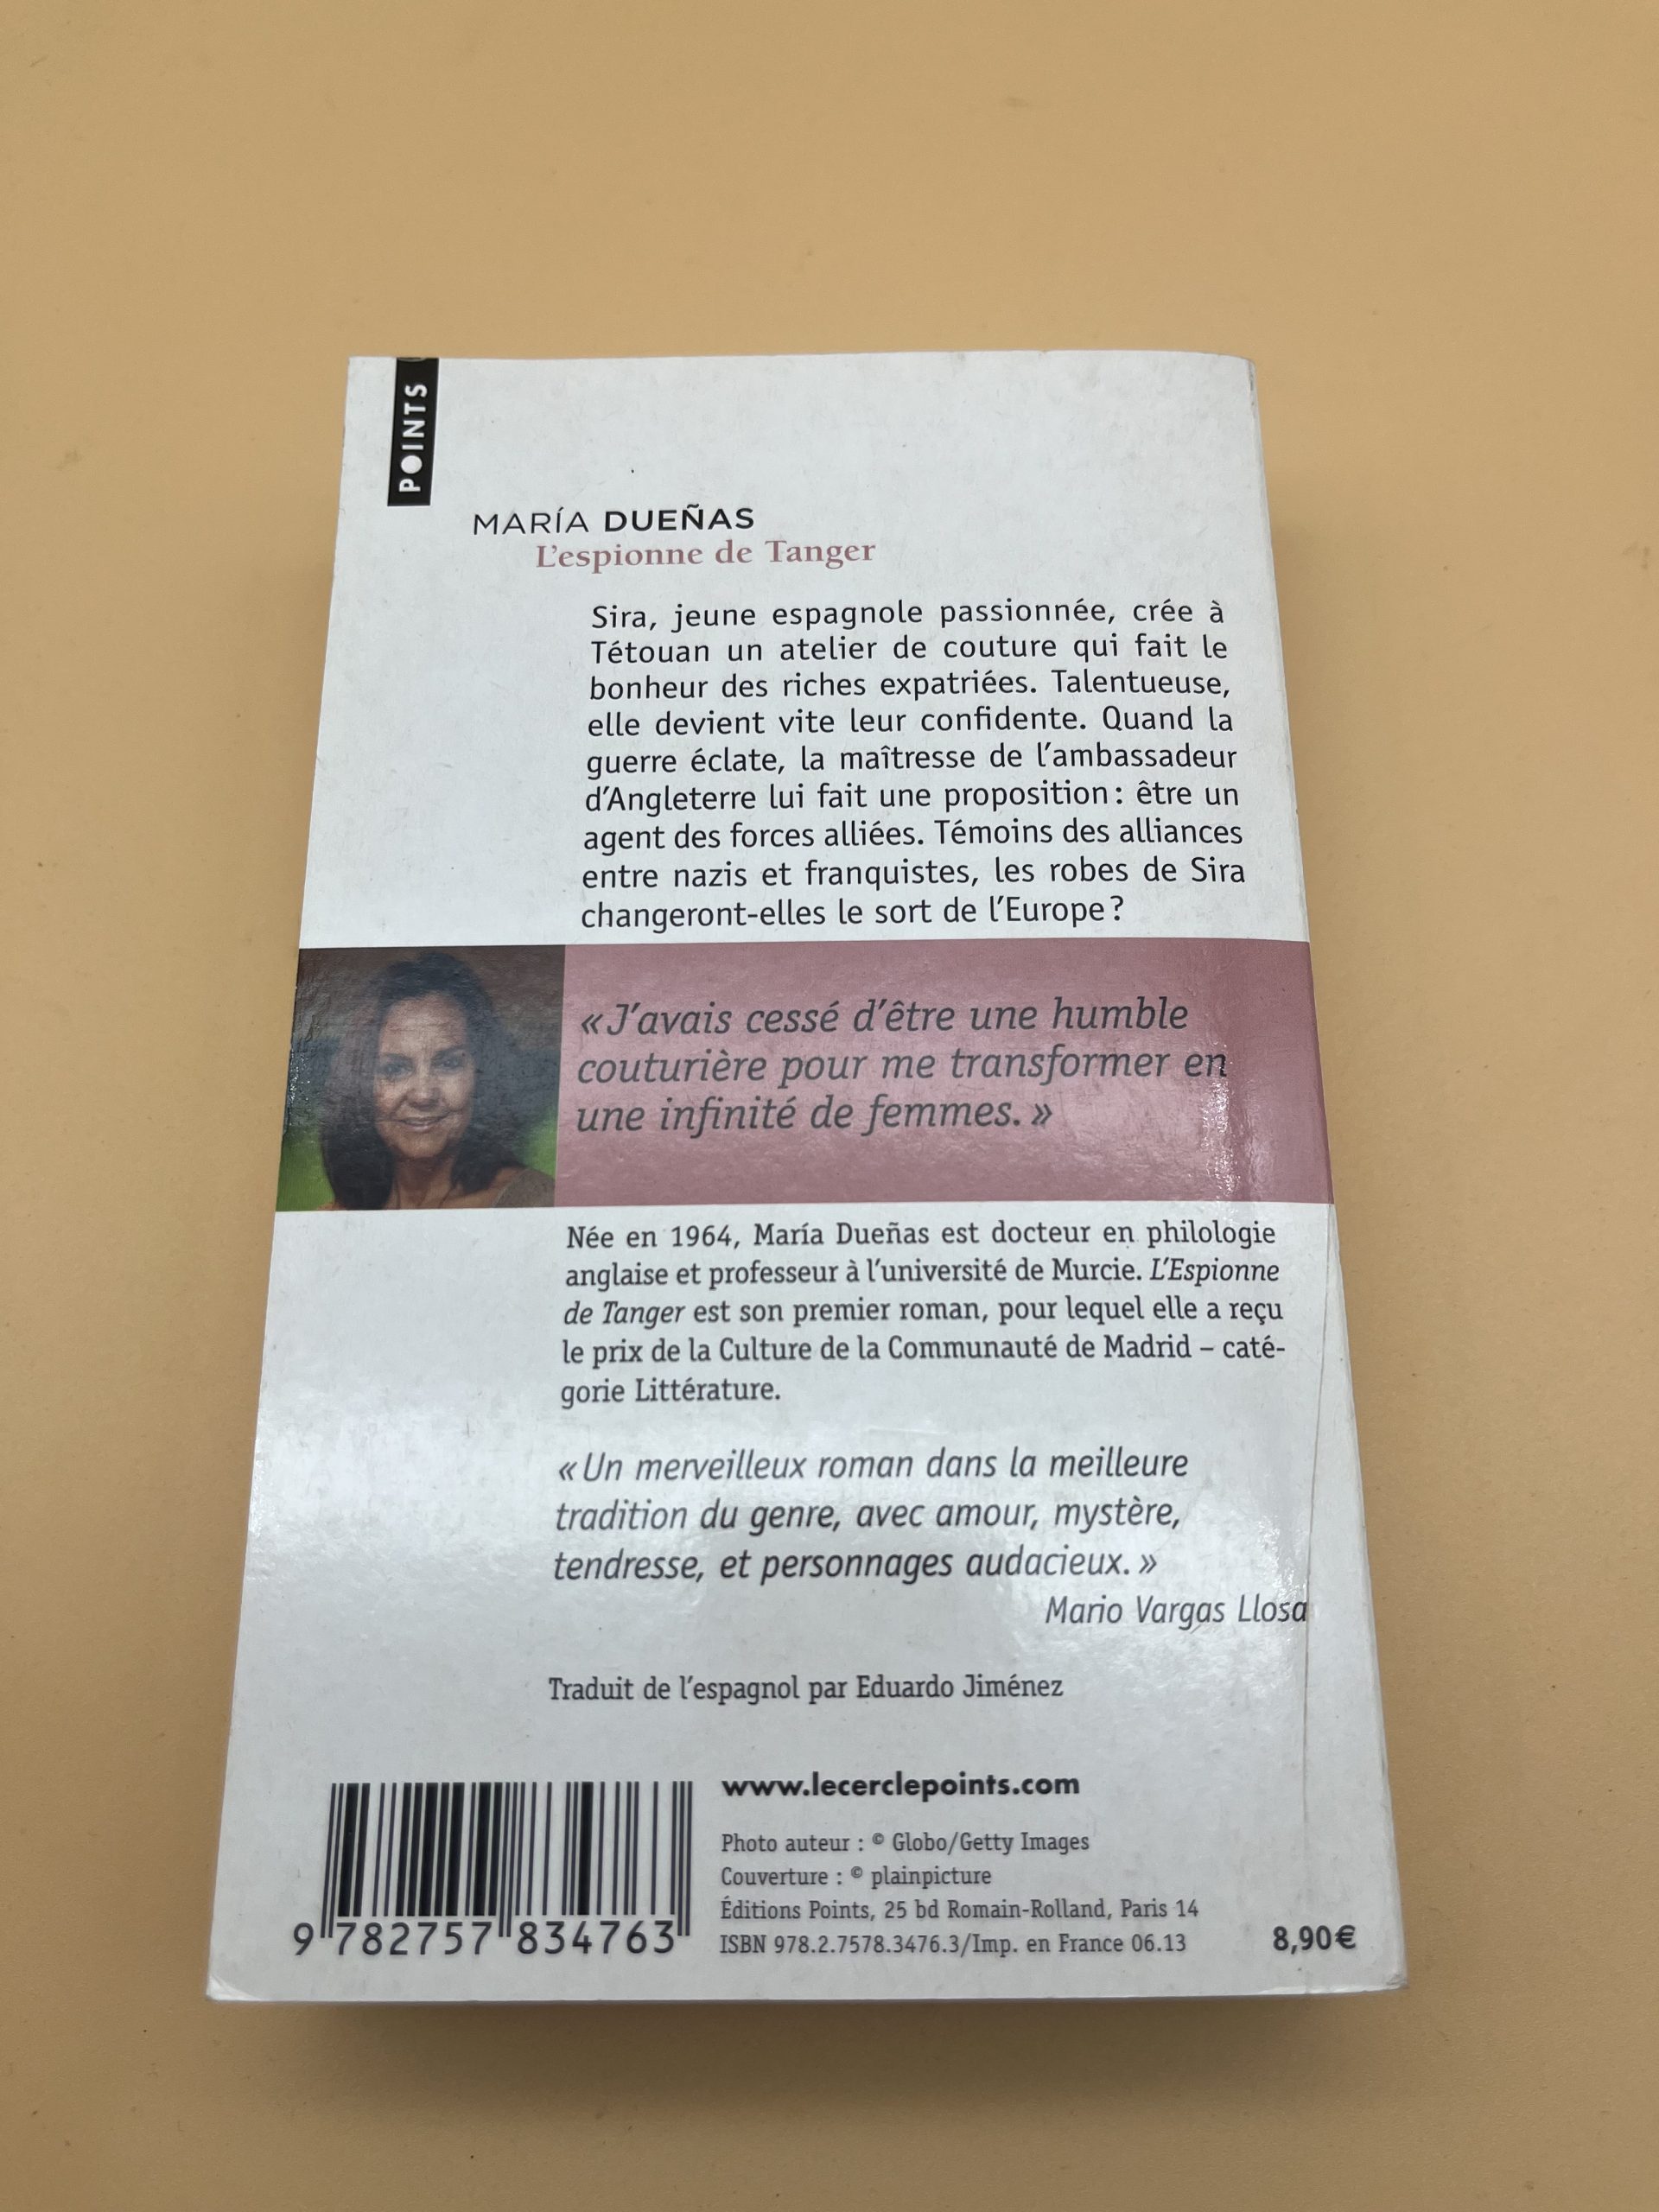 POINTS
MARÍA DUEÑAS
L'espionne de Tanger
Sira, jeune espagnole passionnée, crée à
Tétouan un atelier de couture qui fait le
bonheur des riches expatriées. Talentueuse,
elle devient vite leur confidente. Quand la
guerre éclate, la maîtresse de l'ambassadeur
d'Angleterre lui fait une proposition : être un
agent des forces alliées. Témoins des alliances
entre nazis et franquistes, les robes de Sira
changeront-elles le sort de l'Europe ?
« J'avais cessé d'être une humble
couturière pour me transformer en
une infinité de femmes. »
Née en 1964, María Dueñas est docteur en philologie
anglaise et professeur à l'université de Murcie. L'Espionne
de Tanger est son premier roman, pour lequel elle a reçu
le prix de la Culture de la Communauté de Madrid – caté-
gorie Littérature.
« Un merveilleux roman dans la meilleure
tradition du genre, avec amour, mystère,
tendresse, et personnages audacieux. »
Mario Vargas Llosa
Traduit de l'espagnol par Eduardo Jiménez
www.lecerclepoints.com
Photo auteur : © Globo/Getty Images
Couverture : © plainpicture
Éditions Points, 25 bd Romain-Rolland, Paris 14
ISBN 978.2.7578.3476.3/Imp. en France 06.13
8,90€
9 782757 834763